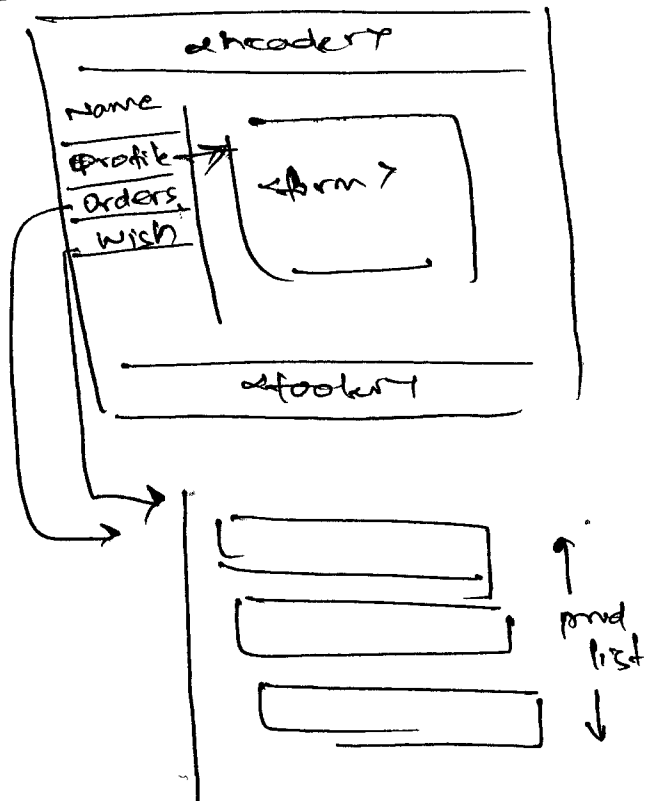 <header>
Name
Profile
Orders
Wish
<form>
<footer>
prod
list